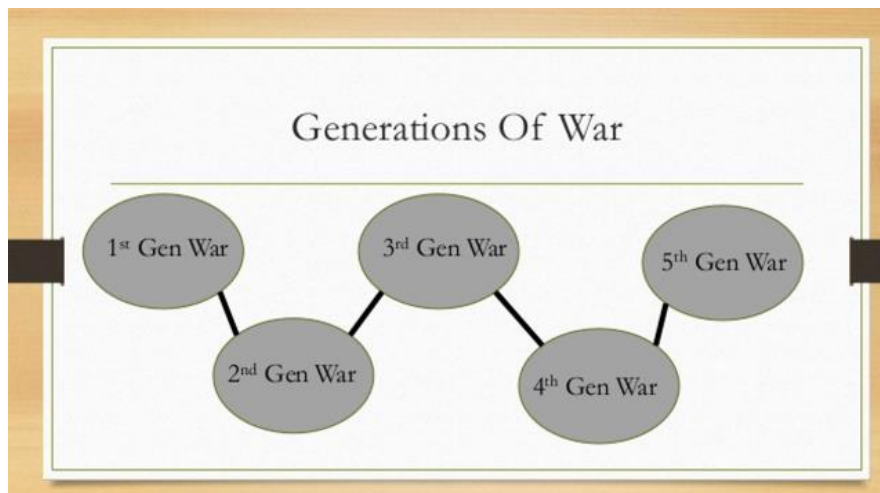 Generations Of War
1st Gen War
2nd Gen War
3rd Gen War
4th Gen War
5th Gen War